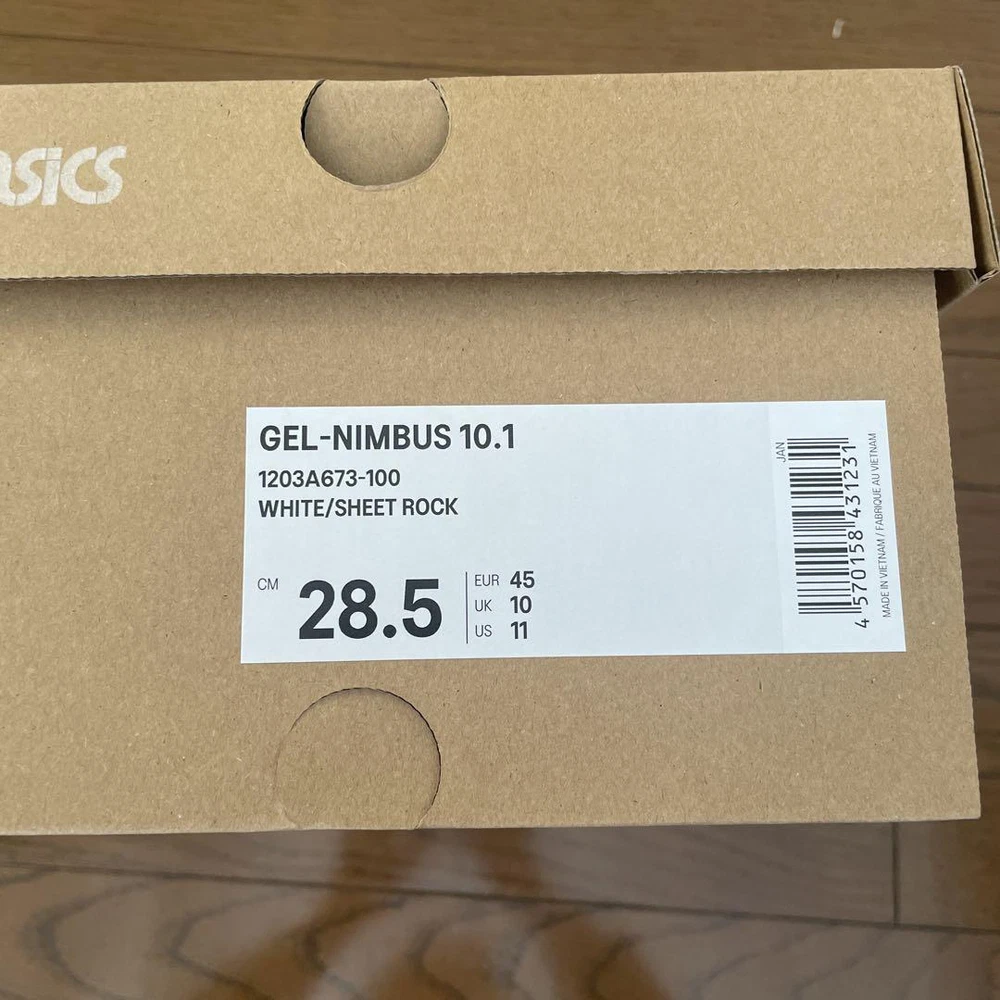 asics
GEL-NIMBUS 10.1
1203A673-100
WHITE/SHEET ROCK
CM 28.5
EUR 45
UK 10
US 11
JAN
4 570158 431231
MADE IN VIETNAM / FABRIQUE AU VIETNAM